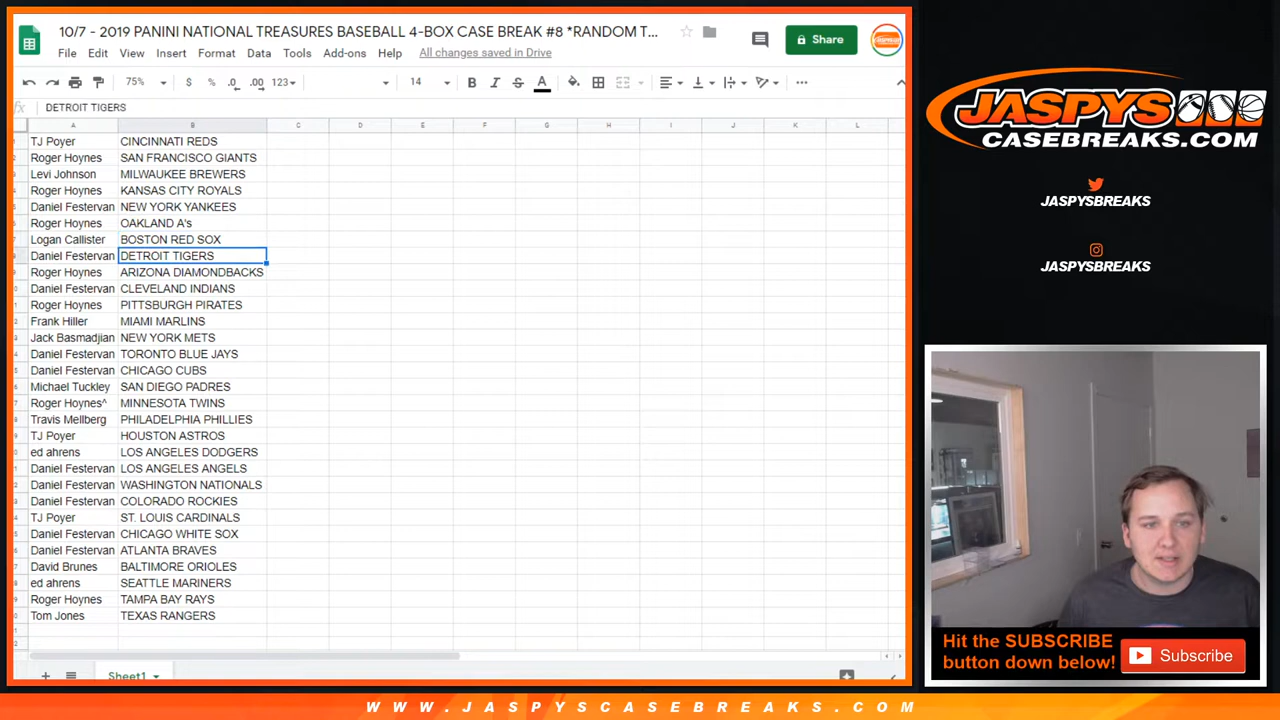 10/7 - 2019 PANINI NATIONAL TREASURES BASEBALL 4-BOX CASE BREAK #8 *RANDOM T...
File Edit View Insert Format Data Tools Add-ons Help All changes saved in Drive
Share
75% $ % .0 .00 123 14 B I S A
fx DETROIT TIGERS
A B C D E F G H I J K L
TJ Poyer CINCINNATI REDS
Roger Hoynes SAN FRANCISCO GIANTS
Levi Johnson MILWAUKEE BREWERS
Roger Hoynes KANSAS CITY ROYALS
Daniel Festervan NEW YORK YANKEES
Roger Hoynes OAKLAND A's
Logan Callister BOSTON RED SOX
Daniel Festervan DETROIT TIGERS
Roger Hoynes ARIZONA DIAMONDBACKS
Daniel Festervan CLEVELAND INDIANS
Roger Hoynes PITTSBURGH PIRATES
Frank Hiller MIAMI MARLINS
Jack Basmadjian NEW YORK METS
Daniel Festervan TORONTO BLUE JAYS
Daniel Festervan CHICAGO CUBS
Michael Tuckley SAN DIEGO PADRES
Roger Hoynes^ MINNESOTA TWINS
Travis Mellberg PHILADELPHIA PHILLIES
TJ Poyer HOUSTON ASTROS
ed ahrens LOS ANGELES DODGERS
Daniel Festervan LOS ANGELES ANGELS
Daniel Festervan WASHINGTON NATIONALS
Daniel Festervan COLORADO ROCKIES
TJ Poyer ST. LOUIS CARDINALS
Daniel Festervan CHICAGO WHITE SOX
Daniel Festervan ATLANTA BRAVES
David Brunes BALTIMORE ORIOLES
ed ahrens SEATTLE MARINERS
Roger Hoynes TAMPA BAY RAYS
Tom Jones TEXAS RANGERS
Sheet1
JASPYS
CASEBREAKS.COM
JASPYSBREAKS
JASPYSBREAKS
Hit the SUBSCRIBE
button down below!
Subscribe
WWW.JASPYSCASEBREAKS.COM